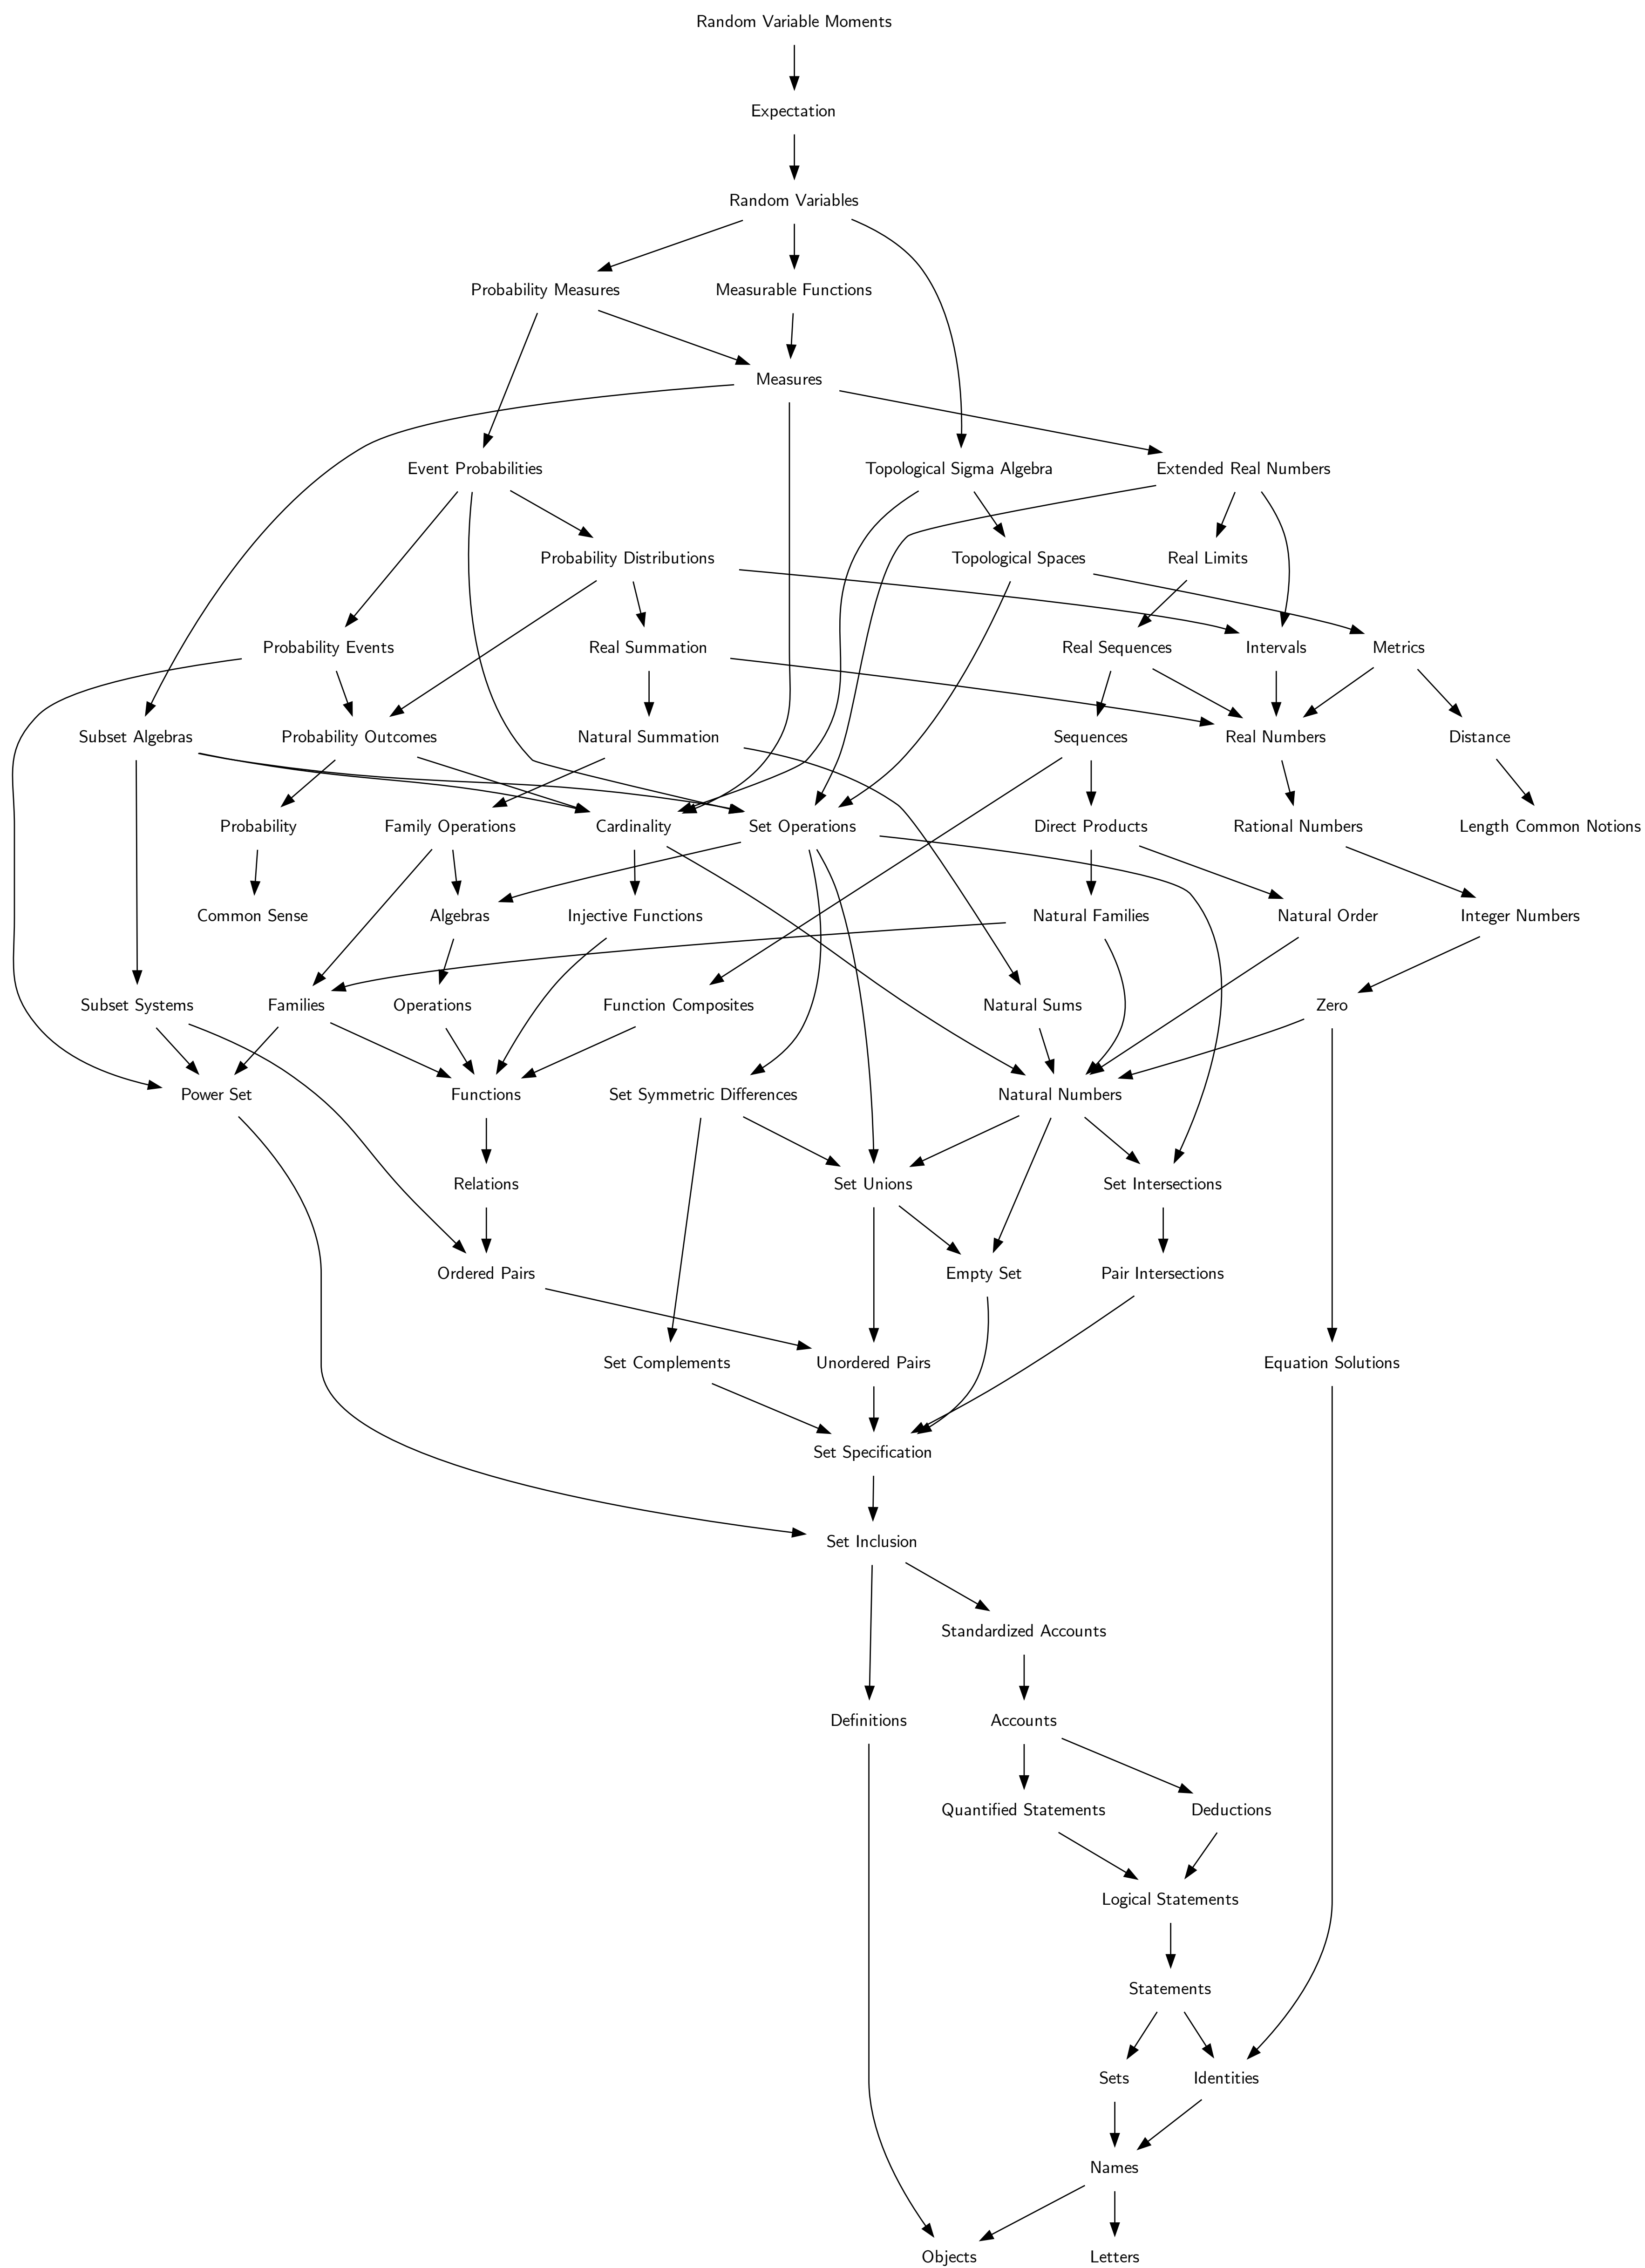 Random Variable Moments
Expectation
Random Variables
Probability Measures
Measurable Functions
Measures
Event Probabilities
Topological Sigma Algebra
Extended Real Numbers
Probability Distributions
Topological Spaces
Real Limits
Probability Events
Real Summation
Real Sequences
Intervals
Metrics
Subset Algebras
Probability Outcomes
Natural Summation
Sequences
Real Numbers
Distance
Probability
Family Operations
Cardinality
Set Operations
Direct Products
Rational Numbers
Length Common Notions
Common Sense
Algebras
Injective Functions
Natural Families
Natural Order
Integer Numbers
Subset Systems
Families
Operations
Function Composites
Natural Sums
Zero
Power Set
Functions
Set Symmetric Differences
Natural Numbers
Relations
Set Unions
Set Intersections
Ordered Pairs
Empty Set
Pair Intersections
Set Complements
Unordered Pairs
Equation Solutions
Set Specification
Set Inclusion
Standardized Accounts
Definitions
Accounts
Quantified Statements
Deductions
Logical Statements
Statements
Sets
Identities
Names
Objects
Letters